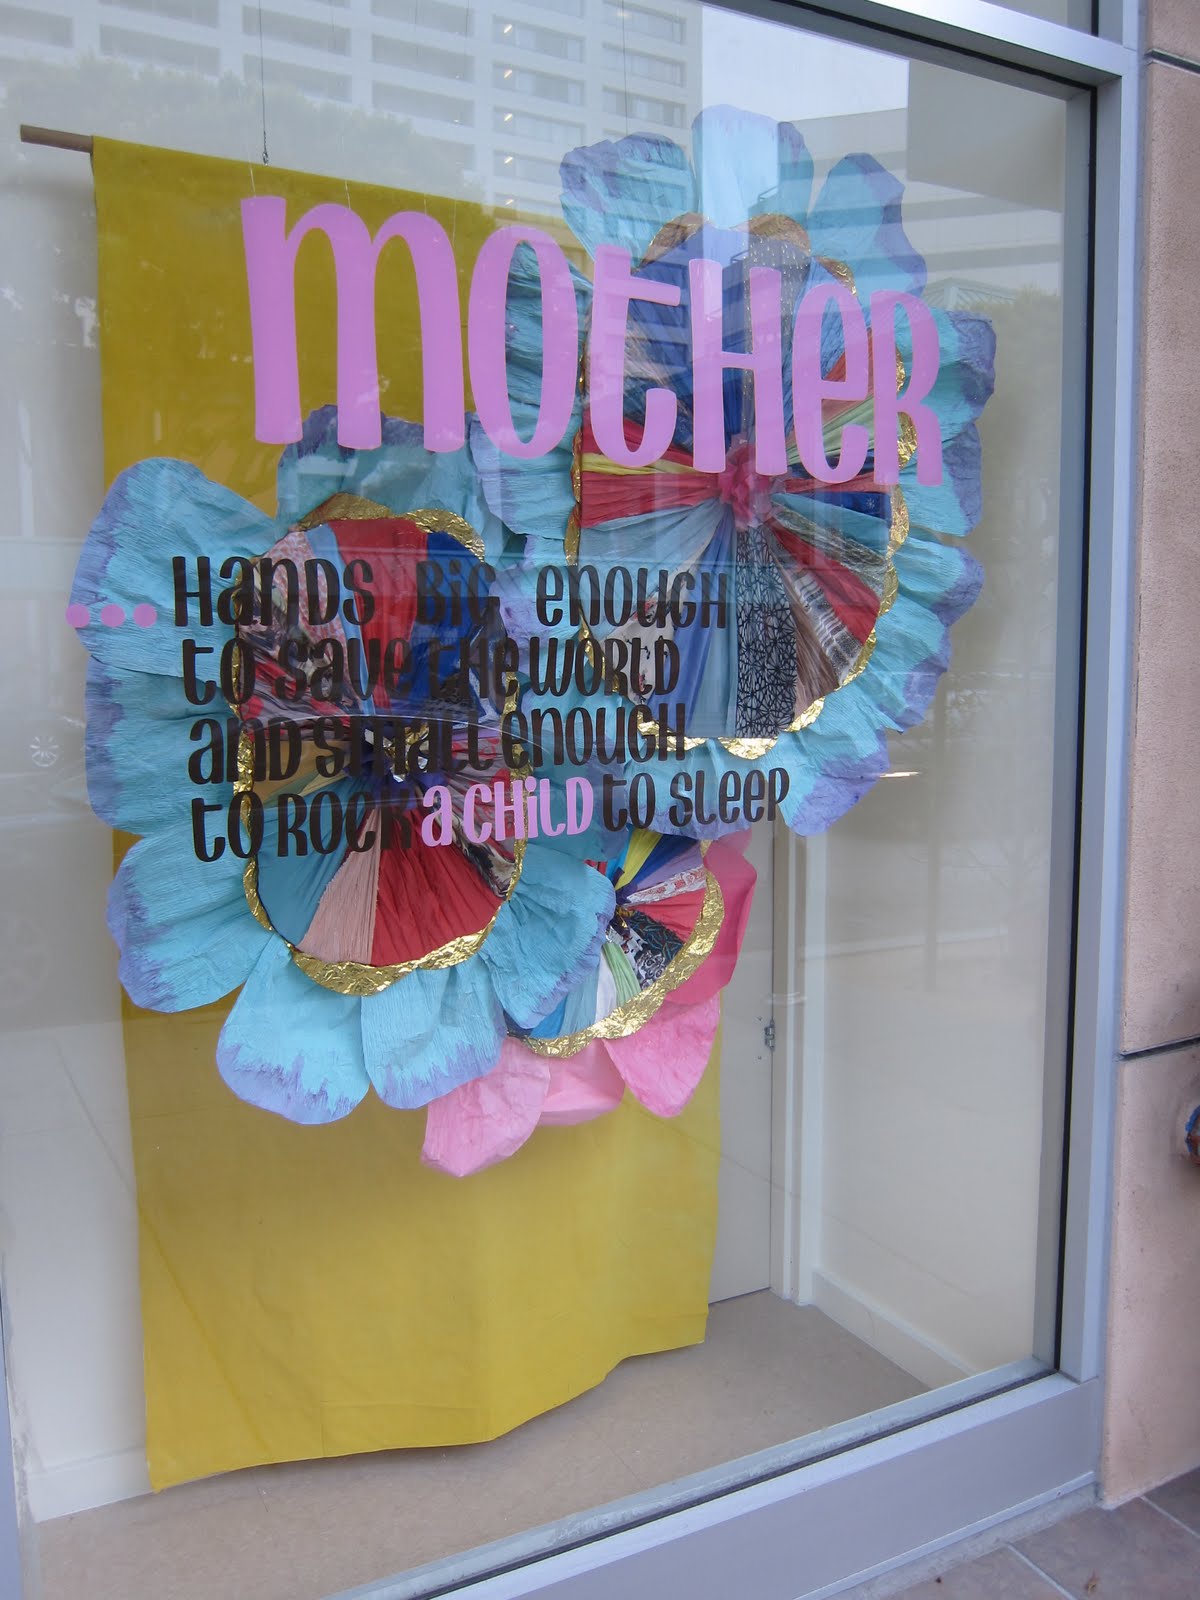 motHeR
...HanDS BiG enouGH
to Save tHe WoRLD
anD SmaLL enouGH
to RoCK a CHiLD to SLeep